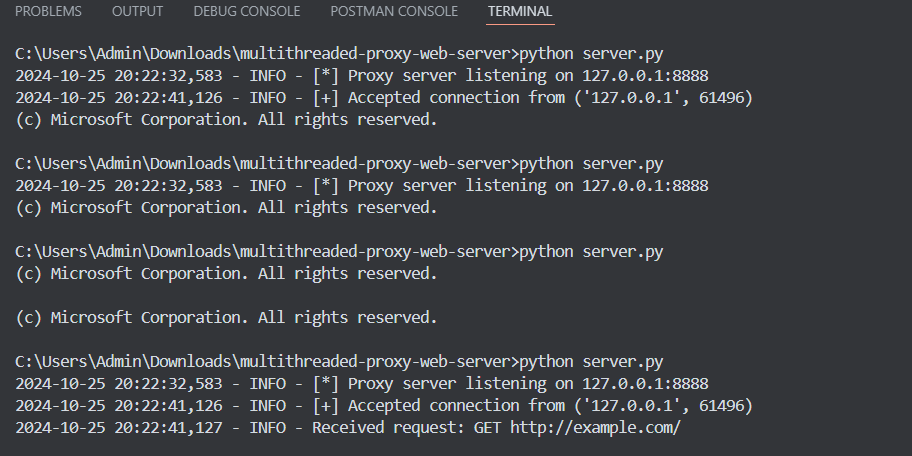 PROBLEMS OUTPUT DEBUG CONSOLE POSTMAN CONSOLE TERMINAL
C:\Users\Admin\Downloads\multithreaded-proxy-web-server>python server.py
2024-10-25 20:22:32,583 - INFO - [*] Proxy server listening on 127.0.0.1:8888
2024-10-25 20:22:41,126 - INFO - [+] Accepted connection from ('127.0.0.1', 61496)
(c) Microsoft Corporation. All rights reserved.
C:\Users\Admin\Downloads\multithreaded-proxy-web-server>python server.py
2024-10-25 20:22:32,583 - INFO - [*] Proxy server listening on 127.0.0.1:8888
(c) Microsoft Corporation. All rights reserved.
C:\Users\Admin\Downloads\multithreaded-proxy-web-server>python server.py
(c) Microsoft Corporation. All rights reserved.
(c) Microsoft Corporation. All rights reserved.
C:\Users\Admin\Downloads\multithreaded-proxy-web-server>python server.py
2024-10-25 20:22:32,583 - INFO - [*] Proxy server listening on 127.0.0.1:8888
2024-10-25 20:22:41,126 - INFO - [+] Accepted connection from ('127.0.0.1', 61496)
2024-10-25 20:22:41,127 - INFO - Received request: GET http://example.com/